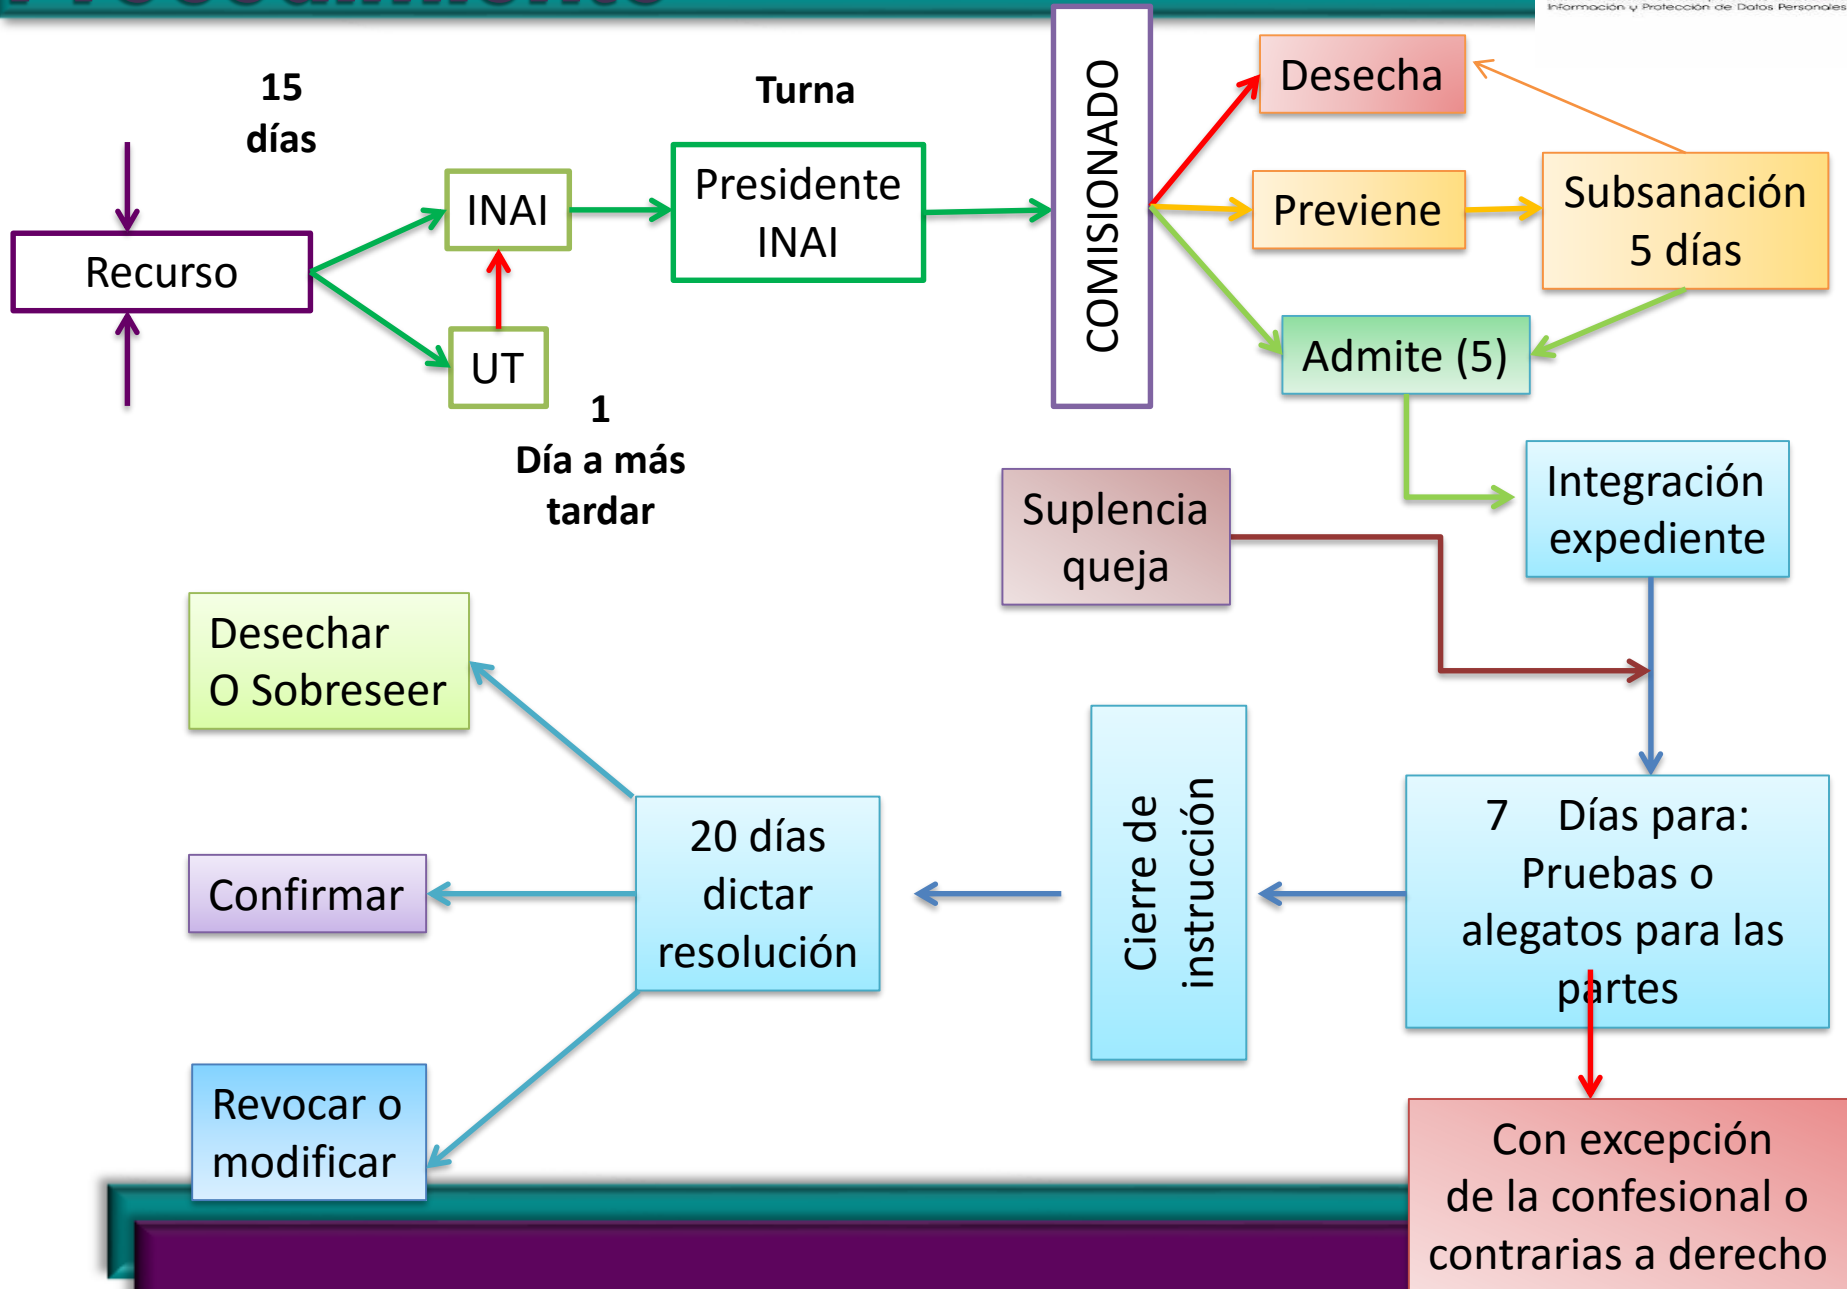 Procedimiento
Información y Protección de Datos Personales
15
días
Turna
Recurso
INAI
UT
1
Día a más
tardar
Presidente
INAI
COMISIONADO
Desecha
Previene
Subsanación
5 días
Admite (5)
Integración
expediente
Suplencia
queja
7 Días para:
Pruebas o
alegatos para las
partes
Con excepción
de la confesional o
contrarias a derecho
Cierre de
instrucción
20 días
dictar
resolución
Desechar
O Sobreseer
Confirmar
Revocar o
modificar